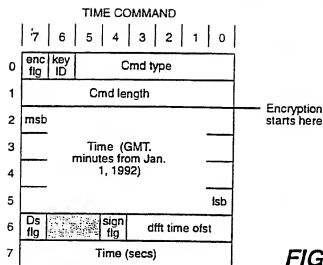 TIME COMMAND
7 6 5 4 3 2 1 0
0 enc flg key ID Cmd type
1 Cmd length
Encryption starts here
2 msb
3 Time (GMT.
minutes from Jan.
4 1, 1992)
5 lsb
6 Ds flg sign flg dfft time ofst
7 Time (secs)
FIG